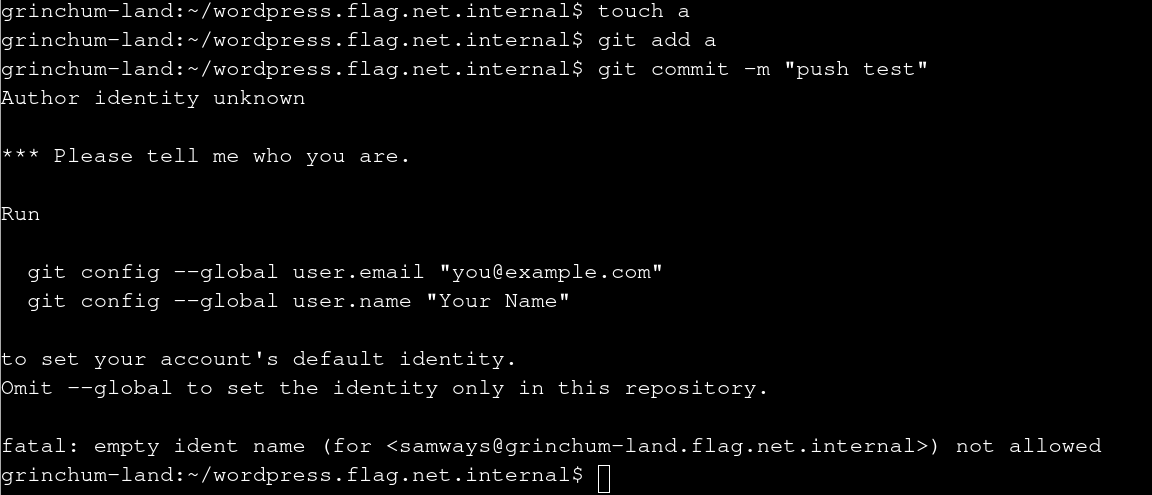 grinchum-land:~/wordpress.flag.net.internal$ touch a
grinchum-land:~/wordpress.flag.net.internal$ git add a
grinchum-land:~/wordpress.flag.net.internal$ git commit -m "push test"
Author identity unknown
*** Please tell me who you are.
Run
  git config --global user.email "you@example.com"
  git config --global user.name "Your Name"
to set your account's default identity.
Omit --global to set the identity only in this repository.
fatal: empty ident name (for <samways@grinchum-land.flag.net.internal>) not allowed
grinchum-land:~/wordpress.flag.net.internal$